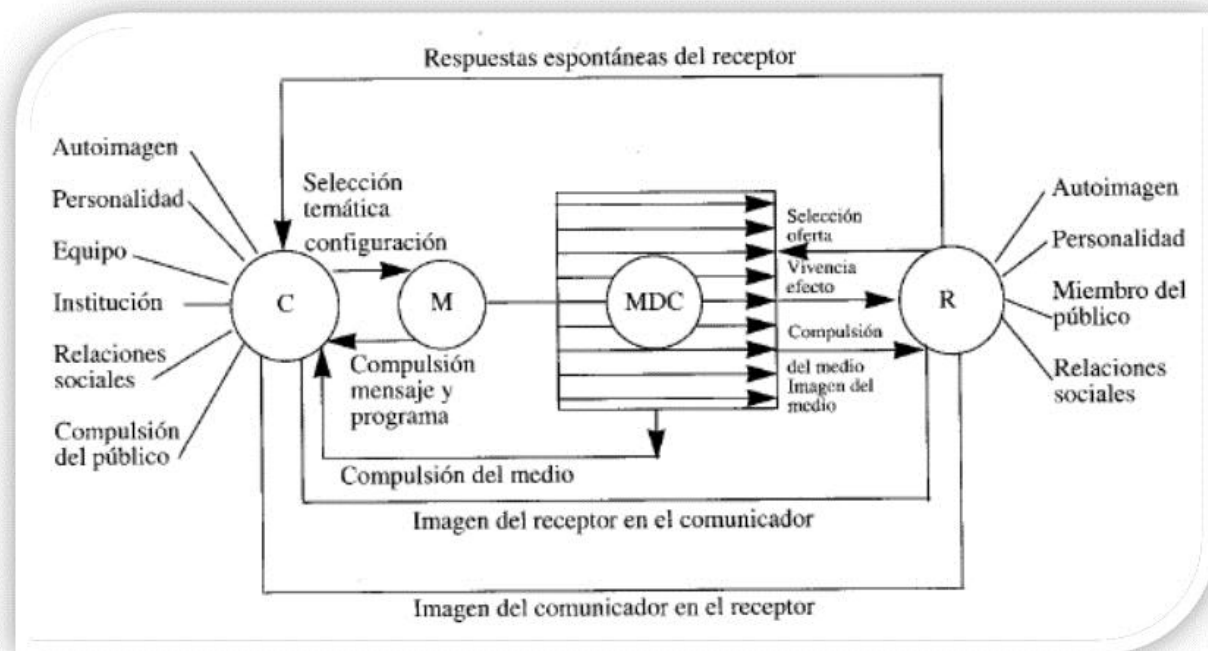 Respuestas espontáneas del receptor
Autoimagen
Personalidad
Equipo
Institución
Relaciones
sociales
Compulsión
del público
Selección
temática
configuración
C
M
Compulsión
mensaje y
programa
MDC
Selección
oferta
Vivencia
efecto
Compulsión
del medio
Imagen del
medio
R
Autoimagen
Personalidad
Miembro del
público
Relaciones
sociales
Compulsión del medio
Imagen del receptor en el comunicador
Imagen del comunicador en el receptor